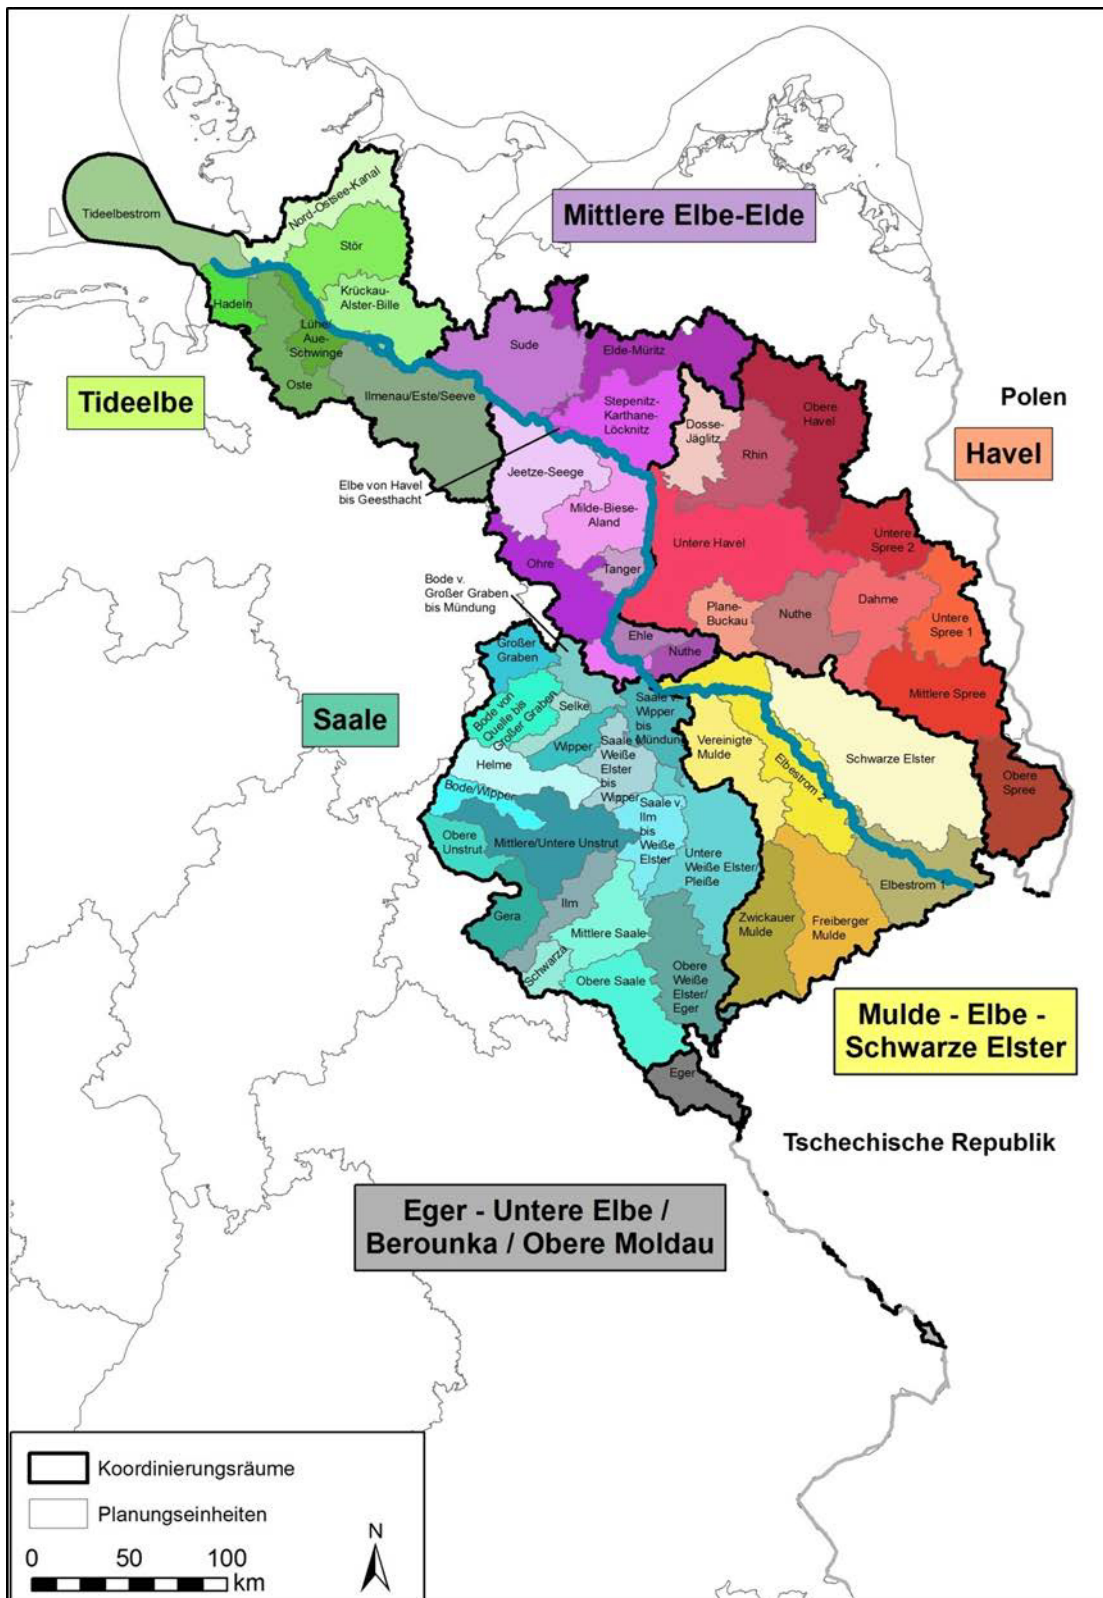 Tideelbestrom
Nord-Ostsee-Kanal
Mittlere Elbe-Elde
Stör
Hadeln
Krückau-
Alster-Bille
Lühe/
Aue-
Schwinge
Oste
Tideelbe
Ilmenau/Este/Seeve
Sude
Elde-Müritz
Stepenitz-
Karthane-
Löcknitz
Dosse-
Jäglitz
Obere
Havel
Rhin
Polen
Havel
Jeetze-Seege
Elbe von Havel
bis Geesthacht
Milde-Biese-
Aland
Untere Havel
Untere
Spree 2
Ohre
Tanger
Bode v.
Großer Graben
bis Mündung
Plane-
Buckau
Nuthe
Dahme
Untere
Spree 1
Ehle
Nuthe
Mittlere Spree
Großer
Graben
Saale
Bode von
Quelle bis
Großer Graben
Selke
Saale v.
Wipper
bis
Mündung
Wipper
Saale v.
Weiße
Elster
bis
Wipper
Vereinigte
Mulde
Elbestrom 2
Schwarze Elster
Obere
Spree
Helme
Bode/Wipper
Obere
Unstrut
Mittlere/Untere Unstrut
Saale v.
Ilm
bis
Weiße
Elster
Untere
Weiße Elster/
Pleiße
Elbestrom 1
Gera
Ilm
Zwickauer
Mulde
Freiberger
Mulde
Mittlere Saale
Schwarza
Obere Saale
Obere
Weiße
Elster/
Eger
Mulde - Elbe -
Schwarze Elster
Eger
Tschechische Republik
Eger - Untere Elbe /
Berounka / Obere Moldau
Koordinierungsräume
Planungseinheiten
N
0 50 100
km